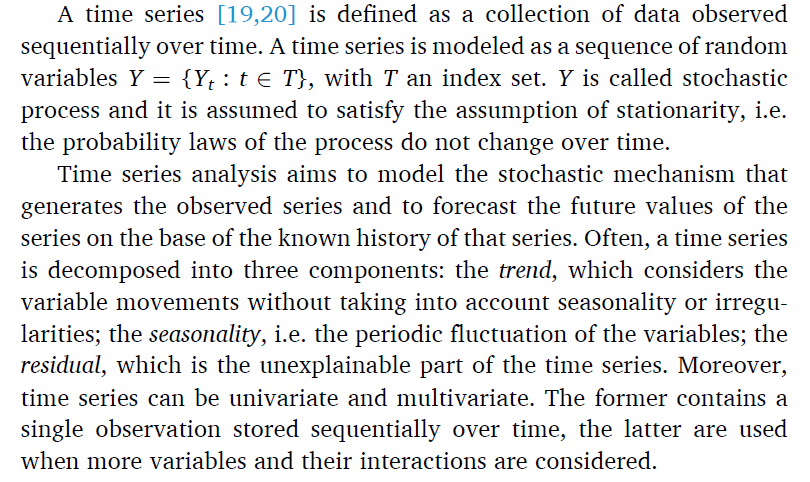 A time series [19,20] is defined as a collection of data observed
sequentially over time. A time series is modeled as a sequence of random
variables Y = {Yₜ : t ∈ T}, with T an index set. Y is called stochastic
process and it is assumed to satisfy the assumption of stationarity, i.e.
the probability laws of the process do not change over time.
Time series analysis aims to model the stochastic mechanism that
generates the observed series and to forecast the future values of the
series on the base of the known history of that series. Often, a time series
is decomposed into three components: the trend, which considers the
variable movements without taking into account seasonality or irregu-
larities; the seasonality, i.e. the periodic fluctuation of the variables; the
residual, which is the unexplainable part of the time series. Moreover,
time series can be univariate and multivariate. The former contains a
single observation stored sequentially over time, the latter are used
when more variables and their interactions are considered.